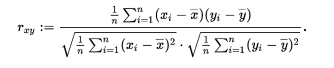 r_{xy} := \frac{\frac{1}{n} \sum_{i=1}^{n} (x_i - \overline{x})(y_i - \overline{y})}{\sqrt{\frac{1}{n} \sum_{i=1}^{n} (x_i - \overline{x})^2} \cdot \sqrt{\frac{1}{n} \sum_{i=1}^{n} (y_i - \overline{y})^2}}.